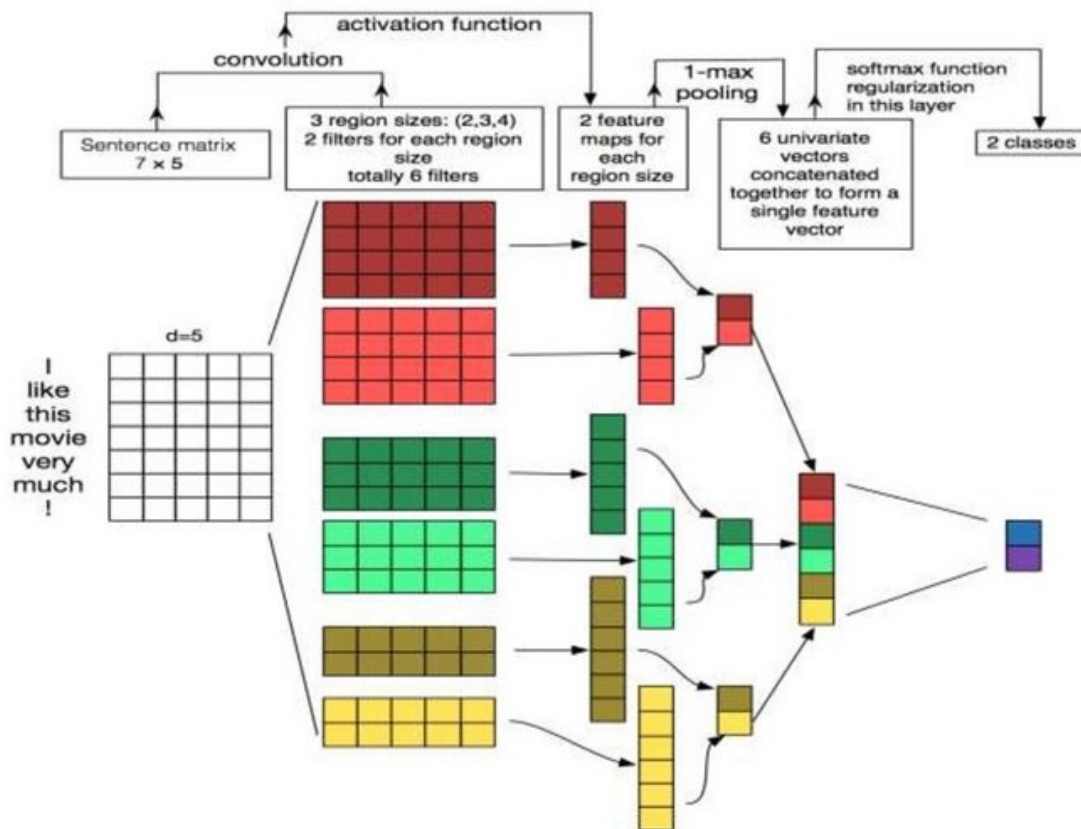 activation function
convolution
1-max
pooling
softmax function
regularization
in this layer
Sentence matrix
7 × 5
3 region sizes: (2,3,4)
2 filters for each region
size
totally 6 filters
2 feature
maps for
each
region size
6 univariate
vectors
concatenated
together to form a
single feature
vector
2 classes
d=5
I
like
this
movie
very
much
!